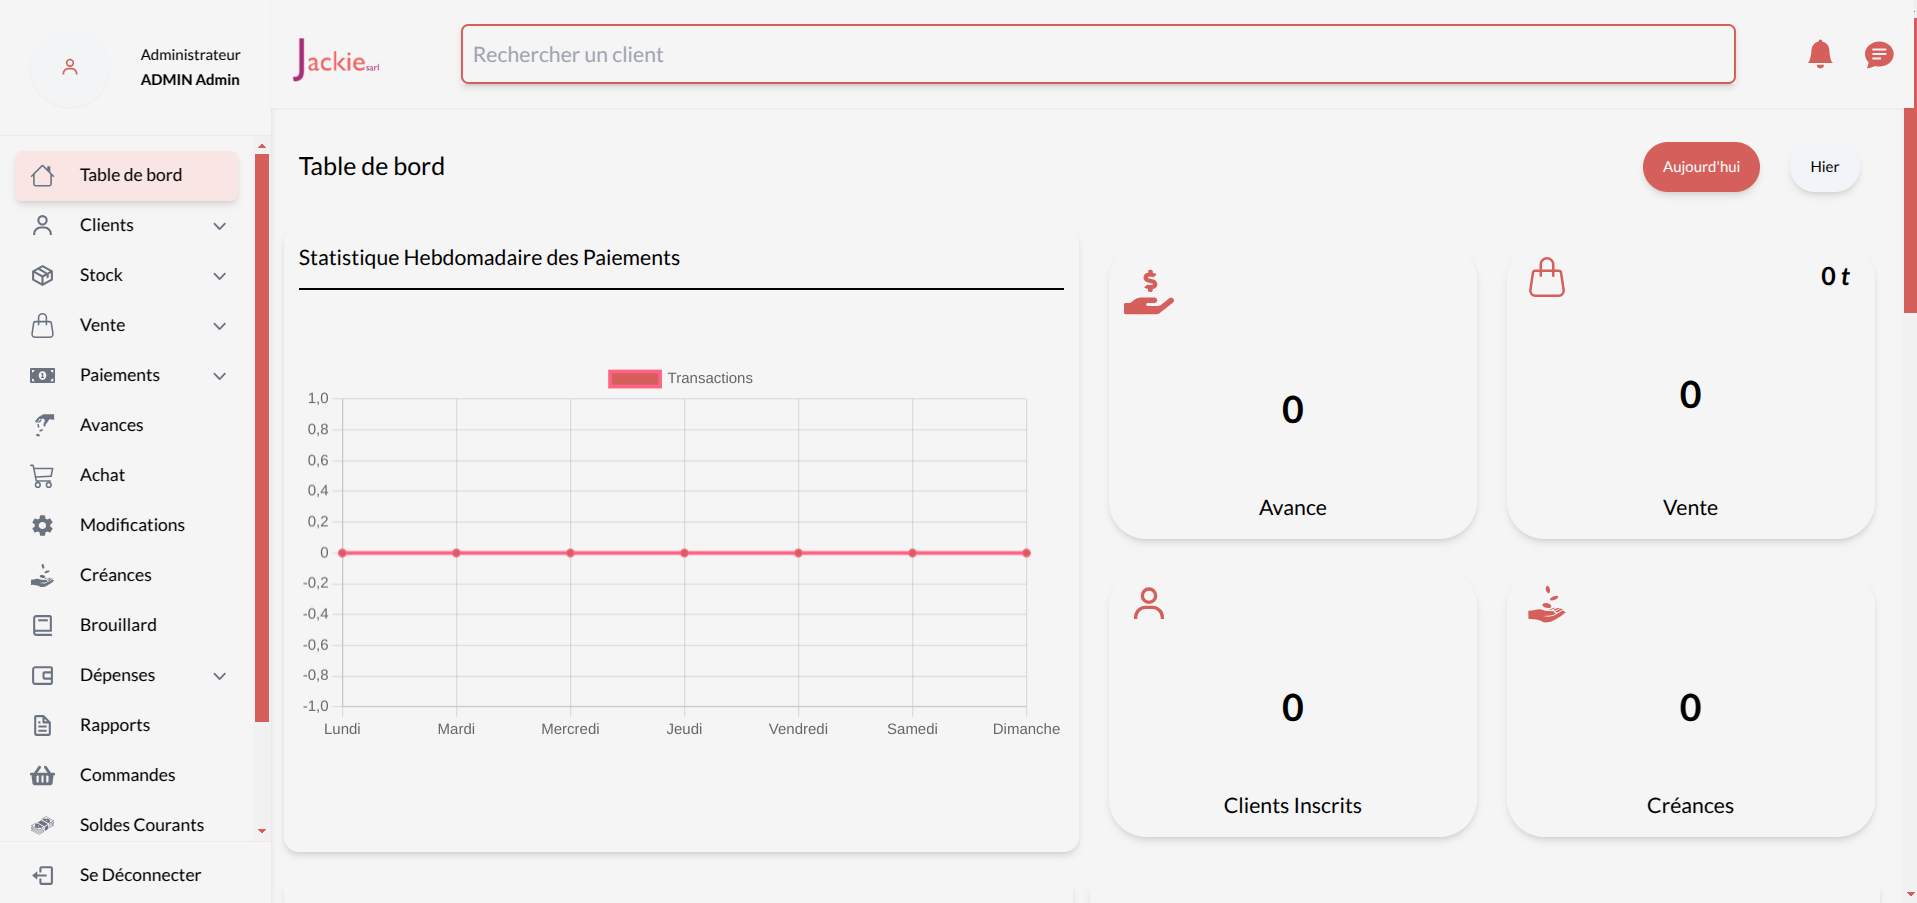 Administrateur
ADMIN Admin
Jackie sarl
Rechercher un client
Table de bord
Clients
Stock
Vente
Paiements
Avances
Achat
Modifications
Créances
Brouillard
Dépenses
Rapports
Commandes
Soldes Courants
Se Déconnecter
Table de bord
Aujourd'hui
Hier
Statistique Hebdomadaire des Paiements
Transactions
1,0
0,8
0,6
0,4
0,2
0
-0,2
-0,4
-0,6
-0,8
-1,0
Lundi Mardi Mercredi Jeudi Vendredi Samedi Dimanche
0
Avance
0 t
0
Vente
0
Clients Inscrits
0
Créances